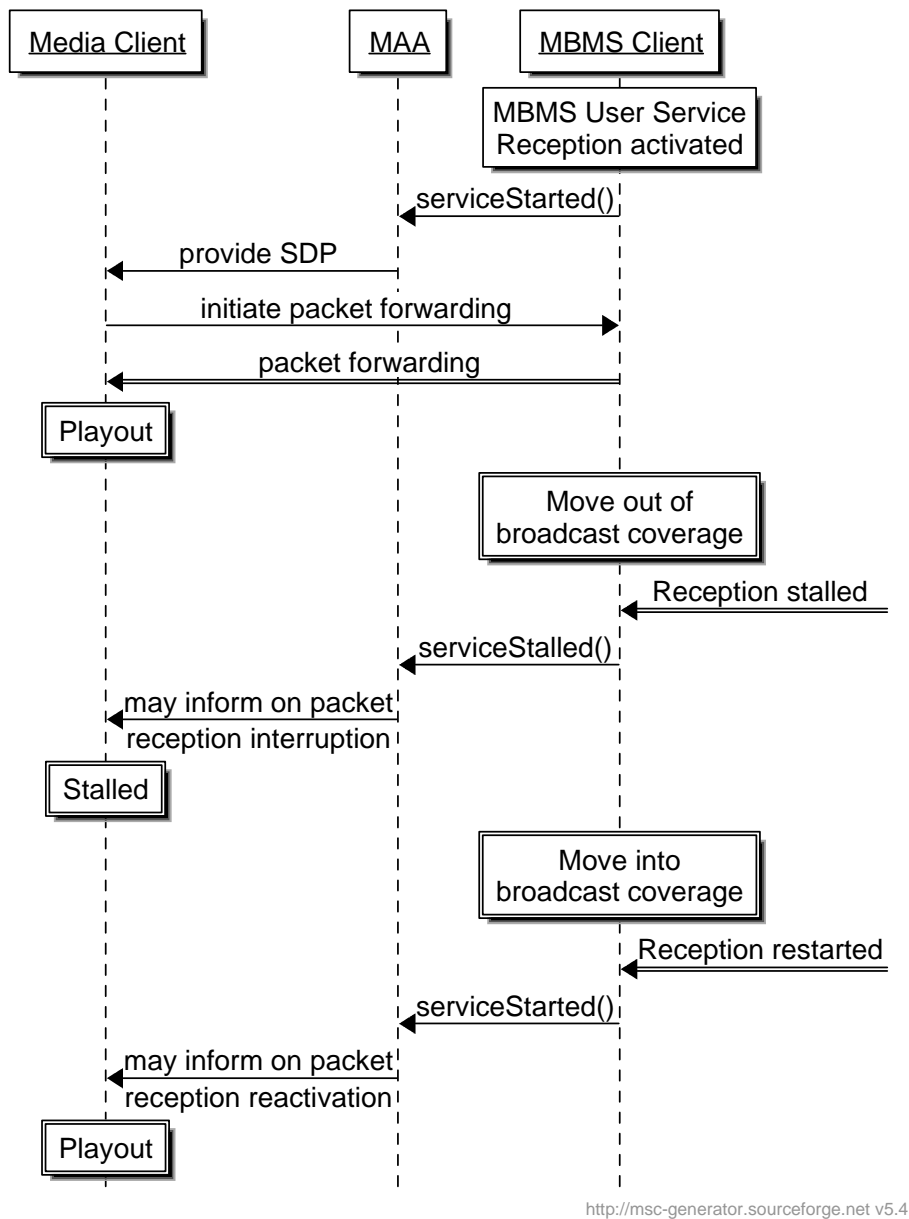 Media Client
MAA
MBMS Client
MBMS User Service
Reception activated
serviceStarted()
provide SDP
initiate packet forwarding
packet forwarding
Playout
Move out of
broadcast coverage
Reception stalled
serviceStalled()
may inform on packet
reception interruption
Stalled
Move into
broadcast coverage
Reception restarted
serviceStarted()
may inform on packet
reception reactivation
Playout
http://msc-generator.sourceforge.net v5.4